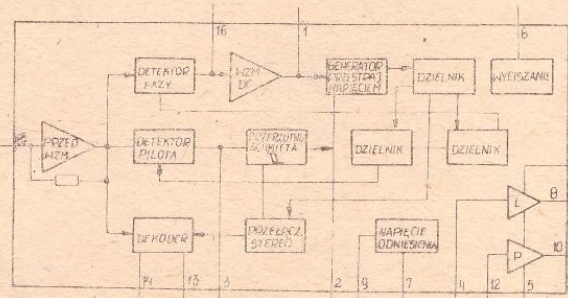 16
1
6
DETEKTOR
FAZY
WZM
DC
GENERATOR
PRZESTRAJ
NAPIĘCIEM
DZIELNIK
WYCISZANIE
PRZED
WZM.
DETEKTOR
PILOTA
PRZERZUTNIK
SCHMITTA
DZIELNIK
DZIELNIK
L
8
DEKODER
PRZEŁĄCZ.
STEREO
NAPIĘCIE
ODNIESIENIA
P
10
14
13
3
2
9
7
4
12
5